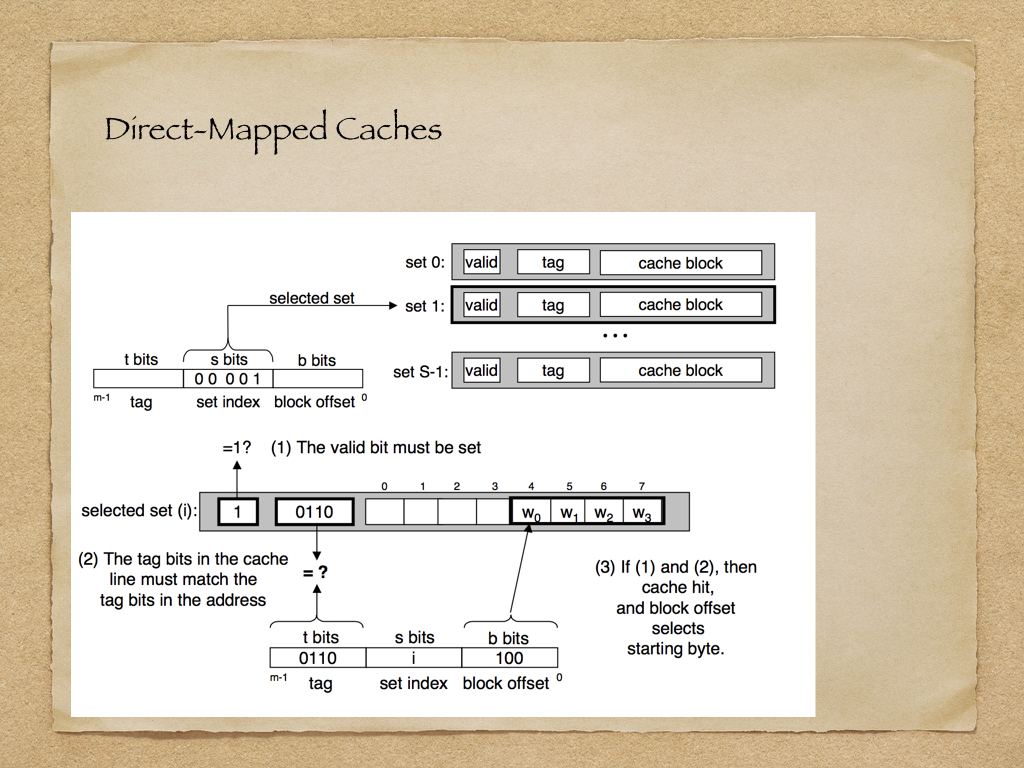 Direct-Mapped Caches
set 0: valid tag cache block
selected set
set 1: valid tag cache block
• • •
t bits s bits b bits
set S-1: valid tag cache block
0 0 0 0 1
m-1 tag set index block offset 0
=1? (1) The valid bit must be set
0 1 2 3 4 5 6 7
selected set (i): 1 0110 w0 w1 w2 w3
(2) The tag bits in the cache
line must match the
tag bits in the address
= ?
(3) If (1) and (2), then
cache hit,
and block offset
selects
starting byte.
t bits s bits b bits
0110 i 100
m-1 tag set index block offset 0